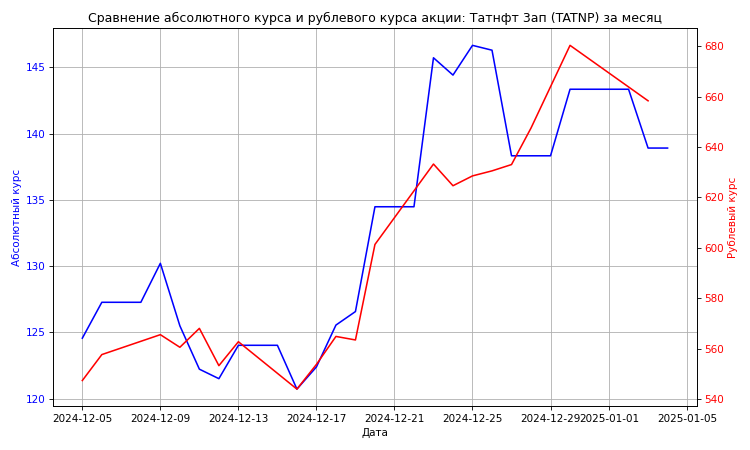 Сравнение абсолютного курса и рублевого курса акции: Татнфт 3ап (TATNP) за месяц
145
140
135
130
125
120
Абсолютный курс
680
660
640
620
600
580
560
540
Рублевый курс
2024-12-05 2024-12-09 2024-12-13 2024-12-17 2024-12-21 2024-12-25 2024-12-29 2025-01-01 2025-01-05
Дата